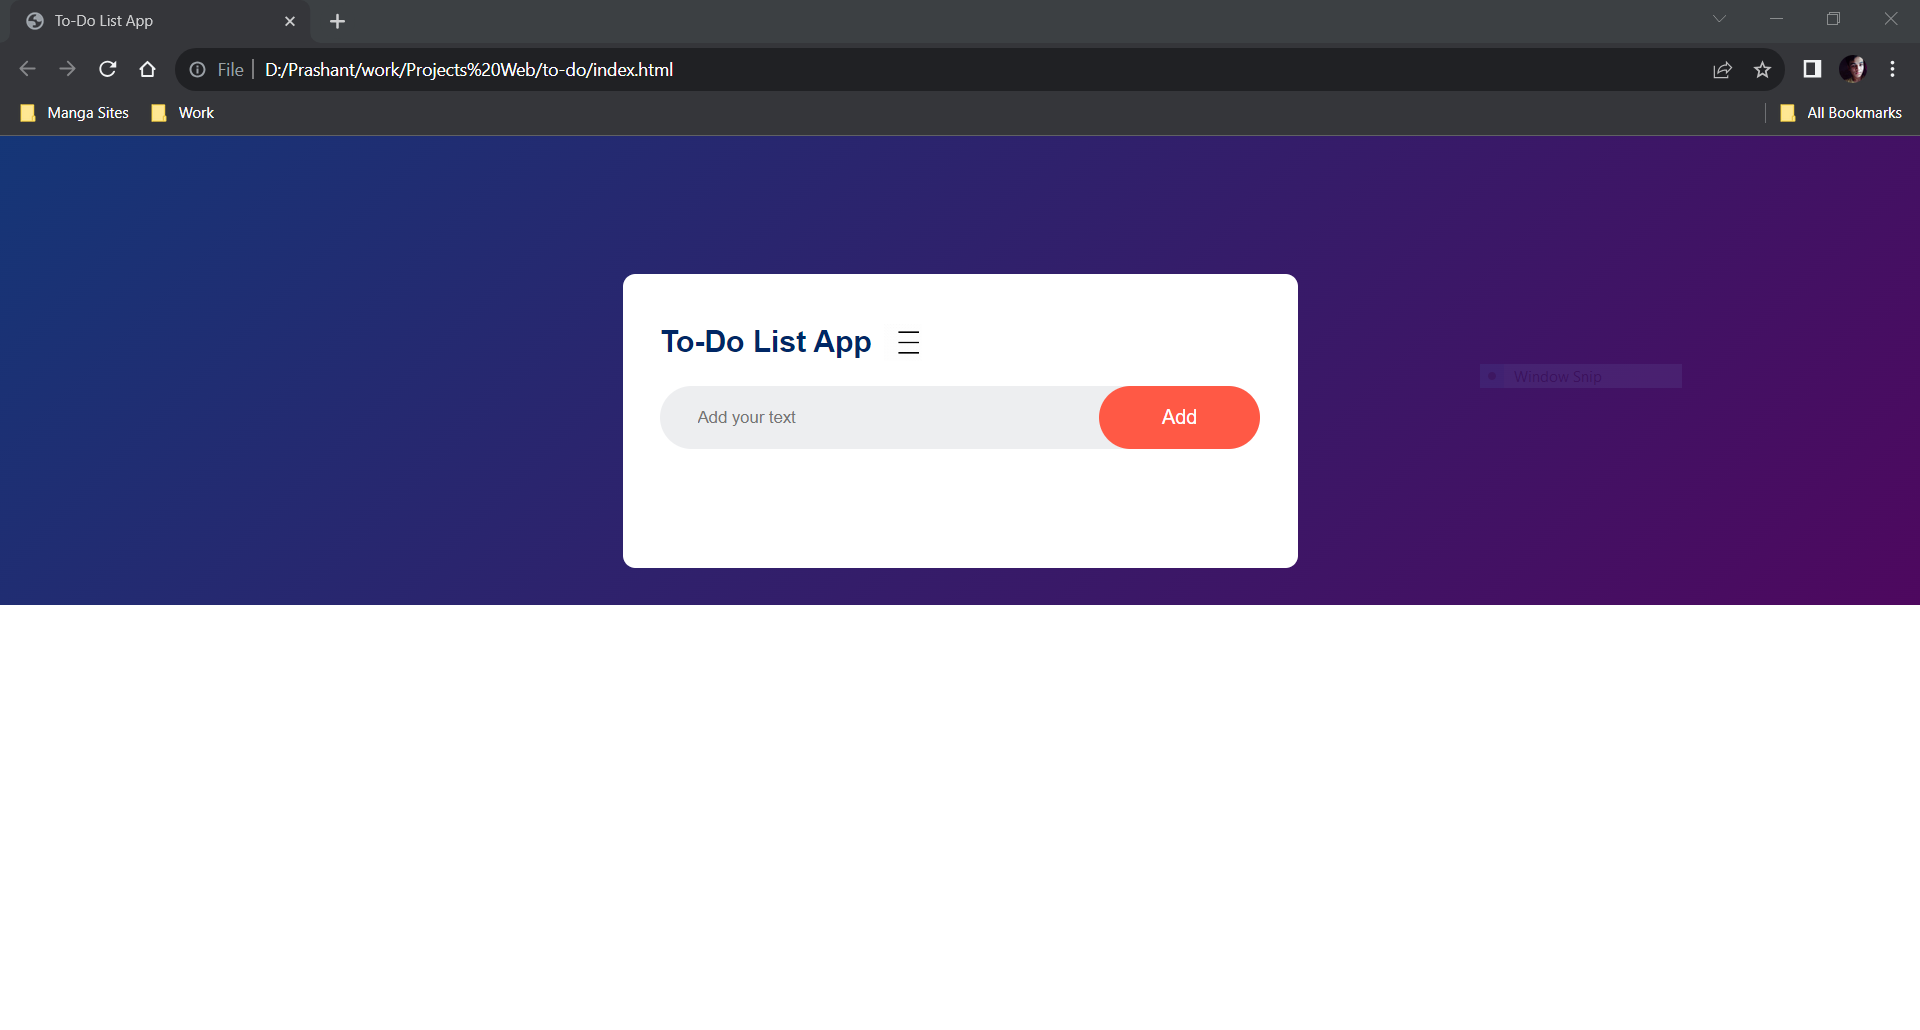 To-Do List App
File
D:/Prashant/work/Projects%20Web/to-do/index.html
Manga Sites
Work
All Bookmarks
To-Do List App
Window Snip
Add your text
Add